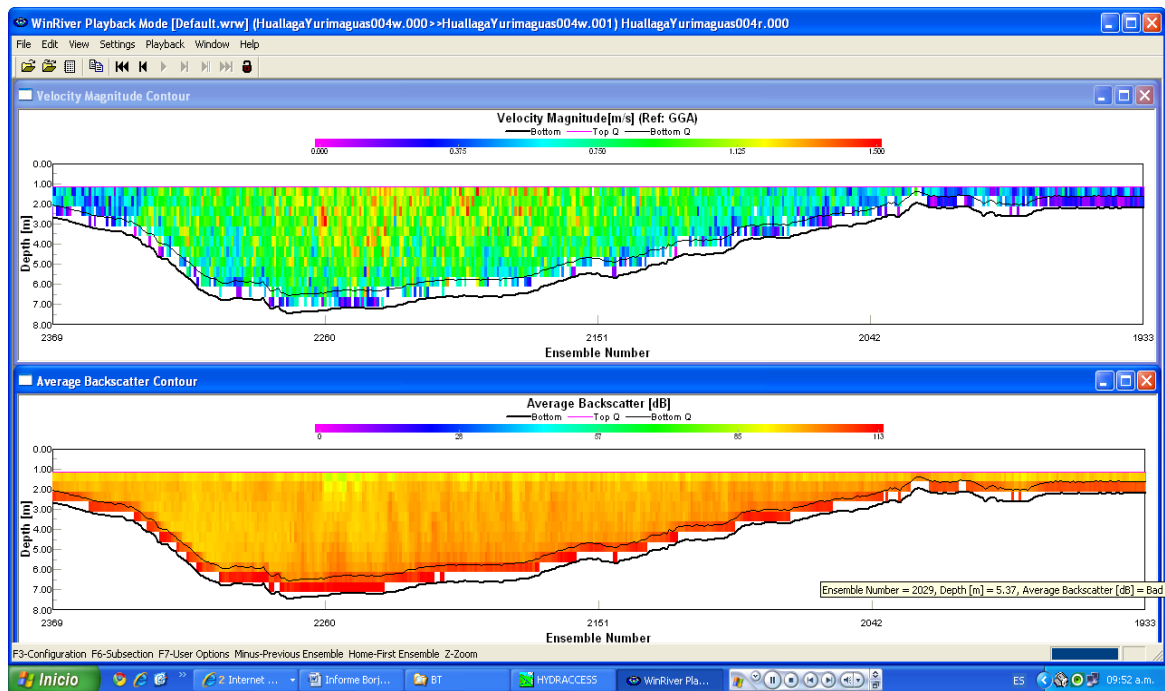 WinRiver Playback Mode [Default.wrw] (HuallagaYurimaguas004w.000>>HuallagaYurimaguas004w.001) HuallagaYurimaguas004r.000
File Edit View Settings Playback Window Help
Velocity Magnitude Contour
Velocity Magnitude[m/s] (Ref: GGA)
Bottom Top Q Bottom Q
0.000 0.375 0.750 1.125 1.500
0.00
1.00
2.00
3.00
4.00
5.00
6.00
7.00
8.00
Depth [m]
2369 2260 2151 2042 1933
Ensemble Number
Average Backscatter Contour
Average Backscatter [dB]
Bottom Top Q Bottom Q
0 28 57 85 113
0.00
1.00
2.00
3.00
4.00
5.00
6.00
7.00
8.00
Depth [m]
Ensemble Number = 2029, Depth [m] = 5.37, Average Backscatter [dB] = Bad
2369 2260 2151 2042 1933
Ensemble Number
F3-Configuration F6-Subsection F7-User Options Minus-Previous Ensemble Home-First Ensemble Z-Zoom
Inicio 2 Internet ... Informe Borj... BT HYDRACCESS WinRiver Pla... ES 09:52 a.m.